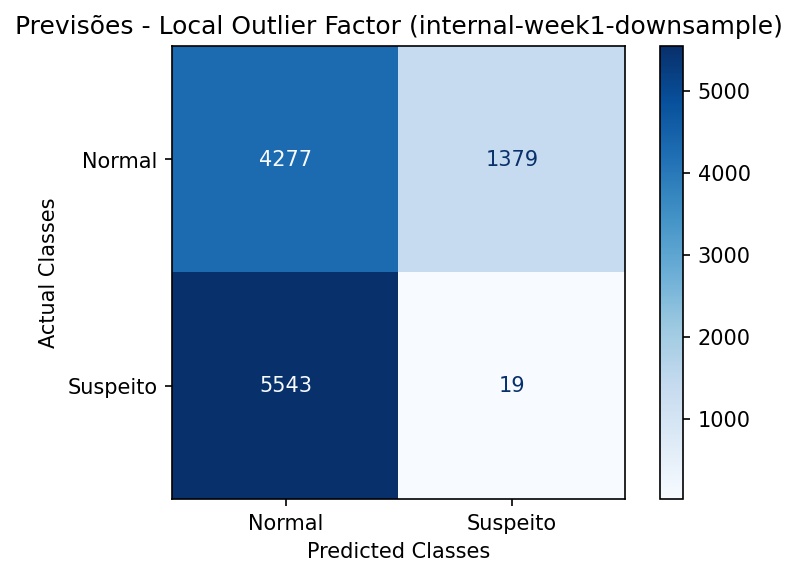 Previsões - Local Outlier Factor (internal-week1-downsample)
Actual Classes
Normal
4277
1379
Suspeito
5543
19
Normal
Suspeito
Predicted Classes
5000
4000
3000
2000
1000